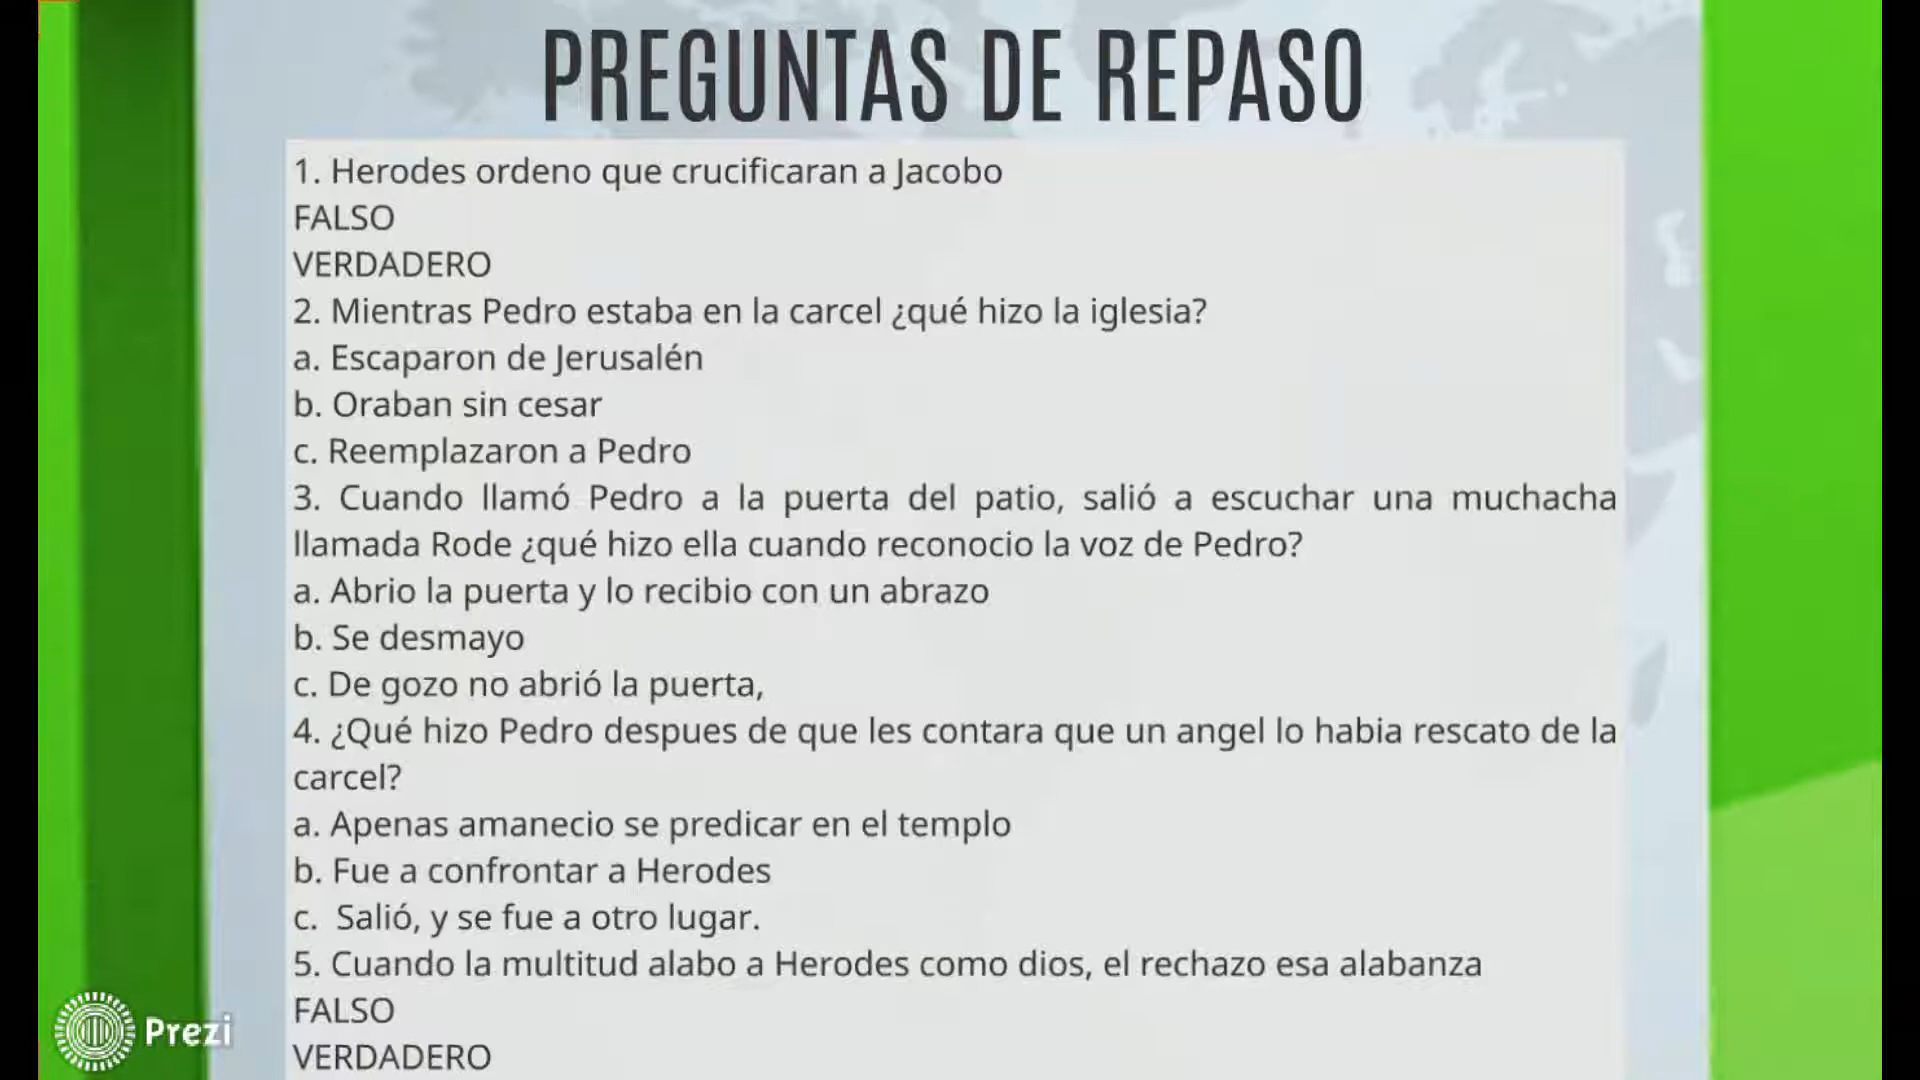 PREGUNTAS DE REPASO
1. Herodes ordeno que crucificaran a Jacobo
FALSO
VERDADERO
2. Mientras Pedro estaba en la carcel ¿qué hizo la iglesia?
a. Escaparon de Jerusalén
b. Oraban sin cesar
c. Reemplazaron a Pedro
3. Cuando llamó Pedro a la puerta del patio, salió a escuchar una muchacha
llamada Rode ¿qué hizo ella cuando reconocio la voz de Pedro?
a. Abrio la puerta y lo recibio con un abrazo
b. Se desmayo
c. De gozo no abrió la puerta,
4. ¿Qué hizo Pedro despues de que les contara que un angel lo habia rescato de la
carcel?
a. Apenas amanecio se predicar en el templo
b. Fue a confrontar a Herodes
c. Salió, y se fue a otro lugar.
5. Cuando la multitud alabo a Herodes como dios, el rechazo esa alabanza
FALSO
VERDADERO
Prezi